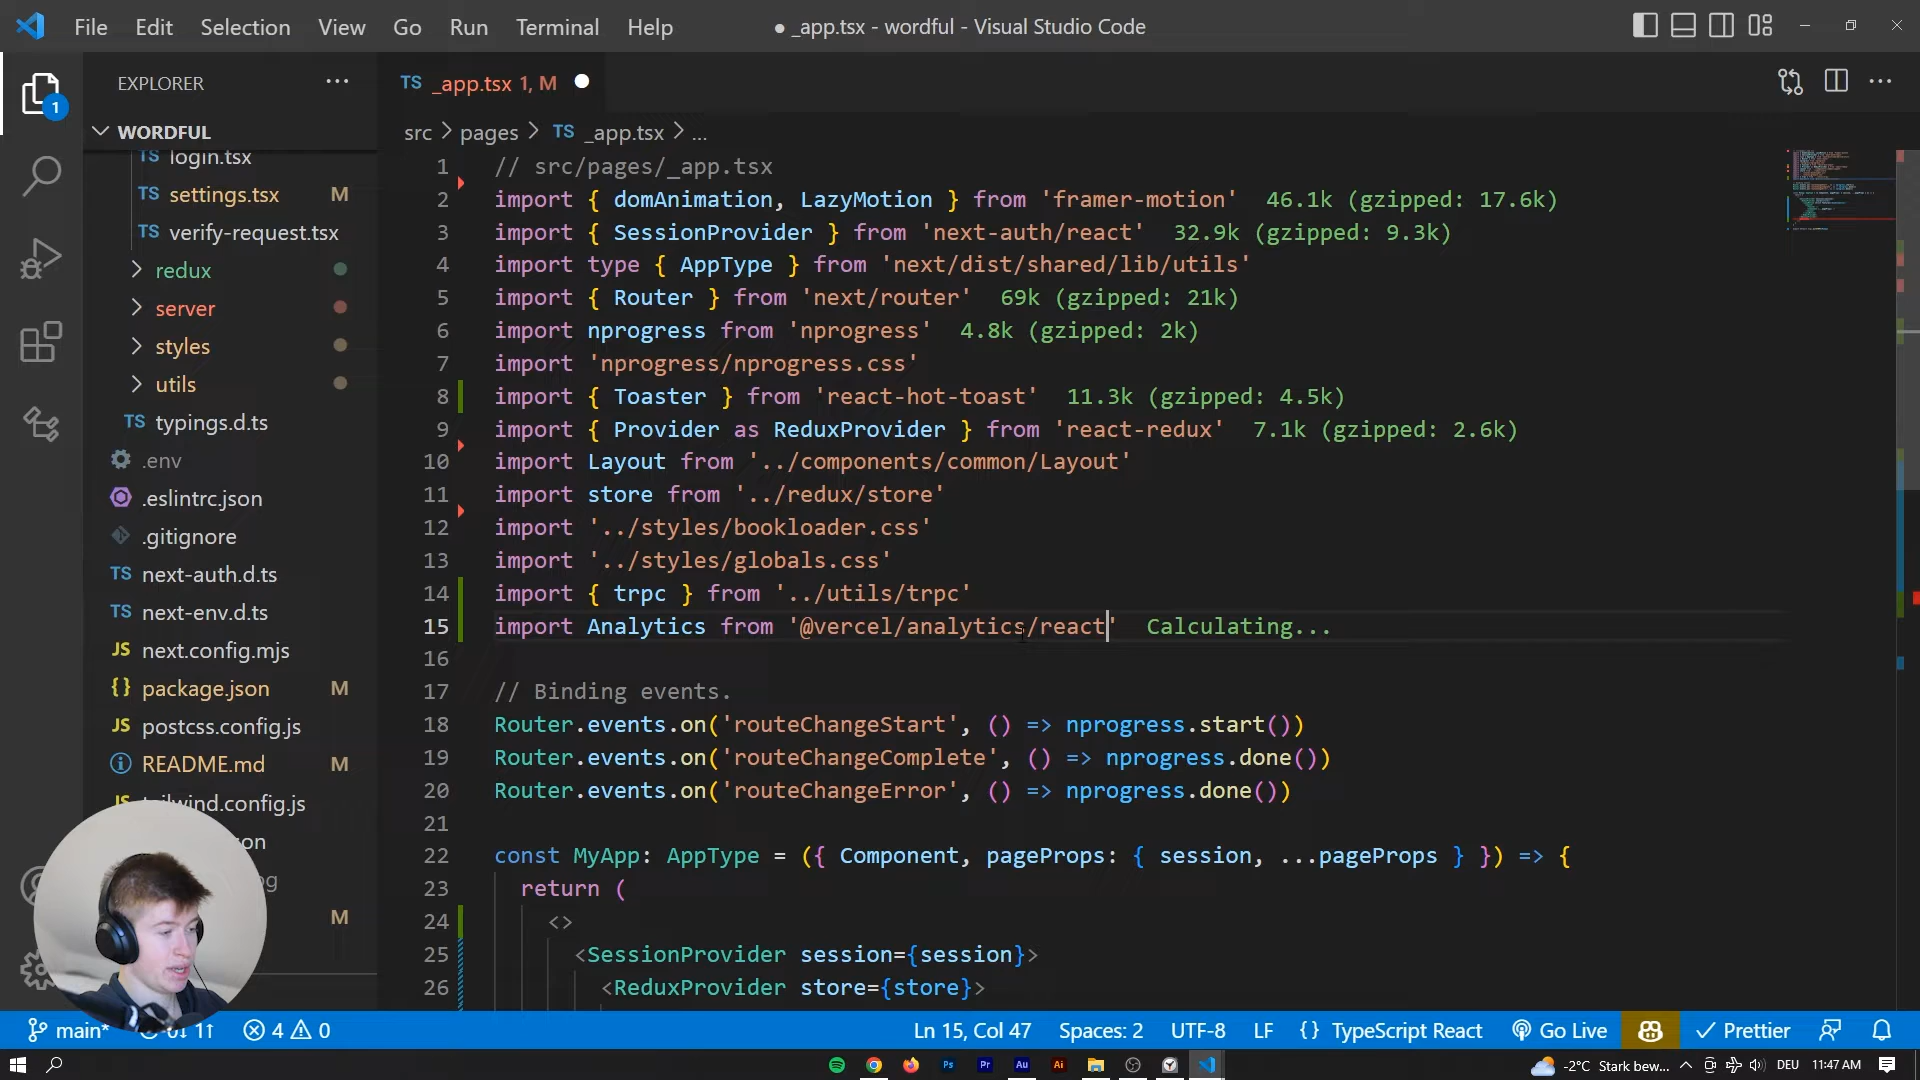 File Edit Selection View Go Run Terminal Help
● _app.tsx - wordful - Visual Studio Code
EXPLORER ...
1
WORDFUL
TS login.tsx
TS settings.tsx M
TS verify-request.tsx
redux
server
styles
utils
TS typings.d.ts
.env
.eslintrc.json
.gitignore
TS next-auth.d.ts
TS next-env.d.ts
JS next.config.mjs
{} package.json M
JS postcss.config.js
README.md M
JS tailwind.config.js
M
TS _app.tsx 1, M
src > pages > TS _app.tsx > ...
1 // src/pages/_app.tsx
2 import { domAnimation, LazyMotion } from 'framer-motion' 46.1k (gzipped: 17.6k)
3 import { SessionProvider } from 'next-auth/react' 32.9k (gzipped: 9.3k)
4 import type { AppType } from 'next/dist/shared/lib/utils'
5 import { Router } from 'next/router' 69k (gzipped: 21k)
6 import nprogress from 'nprogress' 4.8k (gzipped: 2k)
7 import 'nprogress/nprogress.css'
8 import { Toaster } from 'react-hot-toast' 11.3k (gzipped: 4.5k)
9 import { Provider as ReduxProvider } from 'react-redux' 7.1k (gzipped: 2.6k)
10 import Layout from '../components/common/Layout'
11 import store from '../redux/store'
12 import '../styles/bookloader.css'
13 import '../styles/globals.css'
14 import { trpc } from '../utils/trpc'
15 import Analytics from '@vercel/analytics/react' Calculating...
16
17 // Binding events.
18 Router.events.on('routeChangeStart', () => nprogress.start())
19 Router.events.on('routeChangeComplete', () => nprogress.done())
20 Router.events.on('routeChangeError', () => nprogress.done())
21
22 const MyApp: AppType = ({ Component, pageProps: { session, ...pageProps } }) => {
23 return (
24 <>
25 <SessionProvider session={session}>
26 <ReduxProvider store={store}>
main* 4 0
Ln 15, Col 47 Spaces: 2 UTF-8 LF {} TypeScript React Go Live Prettier
Ps Pr Au Ai
-2°C Stark bew... DEU 11:47 AM